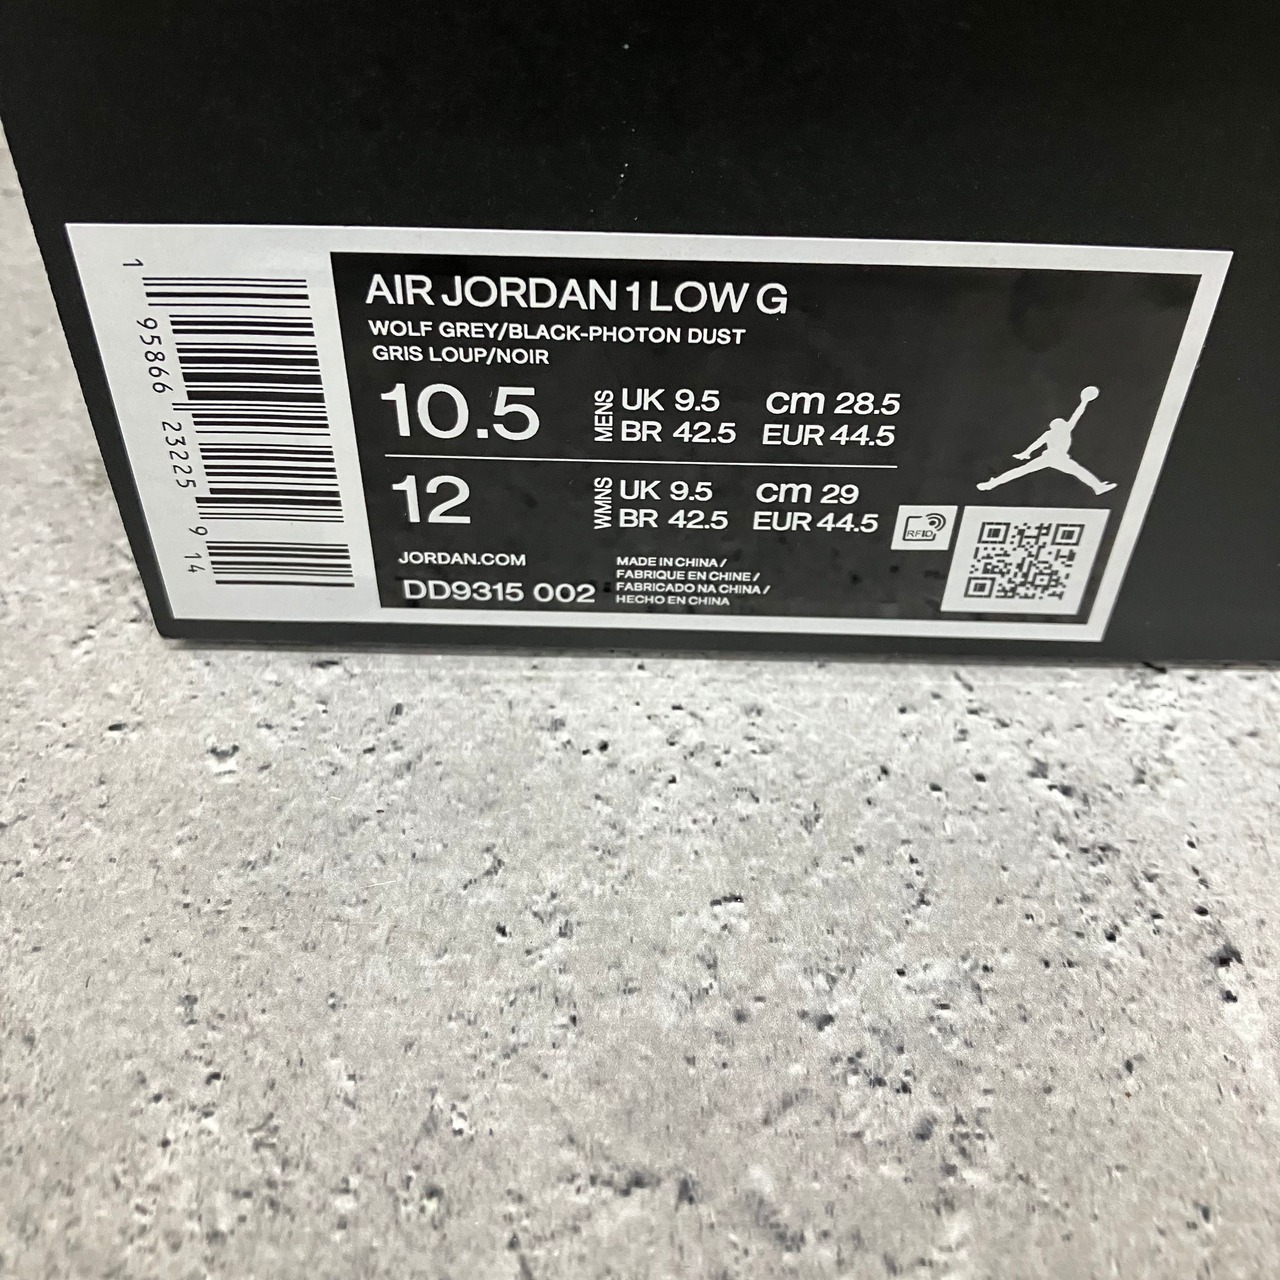 1 95866 23225 9 14
AIR JORDAN 1 LOW G
WOLF GREY/BLACK-PHOTON DUST
GRIS LOUP/NOIR
10.5 MENS UK 9.5 cm 28.5
BR 42.5 EUR 44.5
12 WMNS UK 9.5 cm 29
BR 42.5 EUR 44.5
RFID
JORDAN.COM
DD9315 002
MADE IN CHINA /
FABRIQUE EN CHINE /
FABRICADO NA CHINA /
HECHO EN CHINA